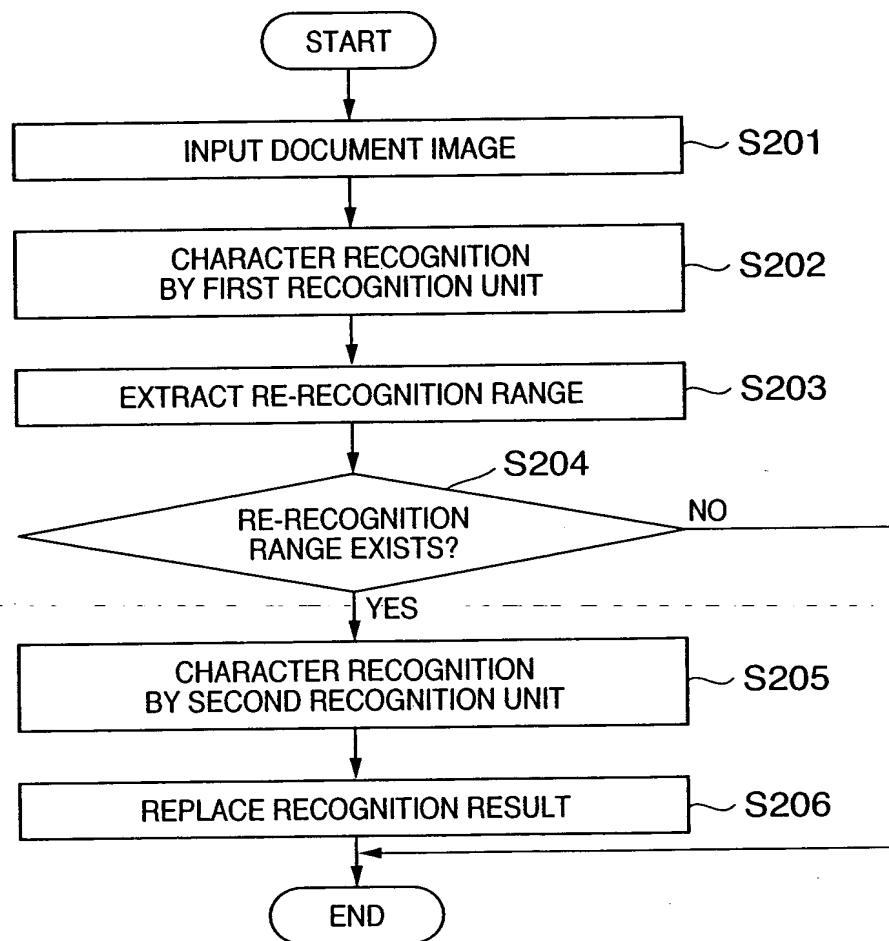 START
INPUT DOCUMENT IMAGE
S201
CHARACTER RECOGNITION
BY FIRST RECOGNITION UNIT
S202
EXTRACT RE-RECOGNITION RANGE
S203
S204
RE-RECOGNITION
RANGE EXISTS?
NO
YES
CHARACTER RECOGNITION
BY SECOND RECOGNITION UNIT
S205
REPLACE RECOGNITION RESULT
S206
END